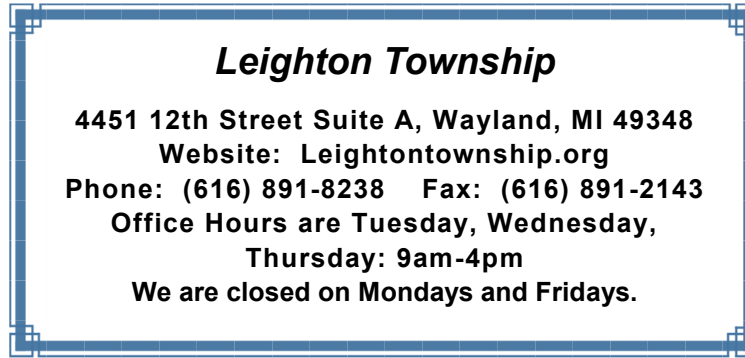 Leighton Township
4451 12th Street Suite A, Wayland, MI 49348
Website:  Leightontownship.org
Phone:  (616) 891-8238    Fax:  (616) 891-2143
Office Hours are Tuesday, Wednesday,
Thursday: 9am-4pm
We are closed on Mondays and Fridays.